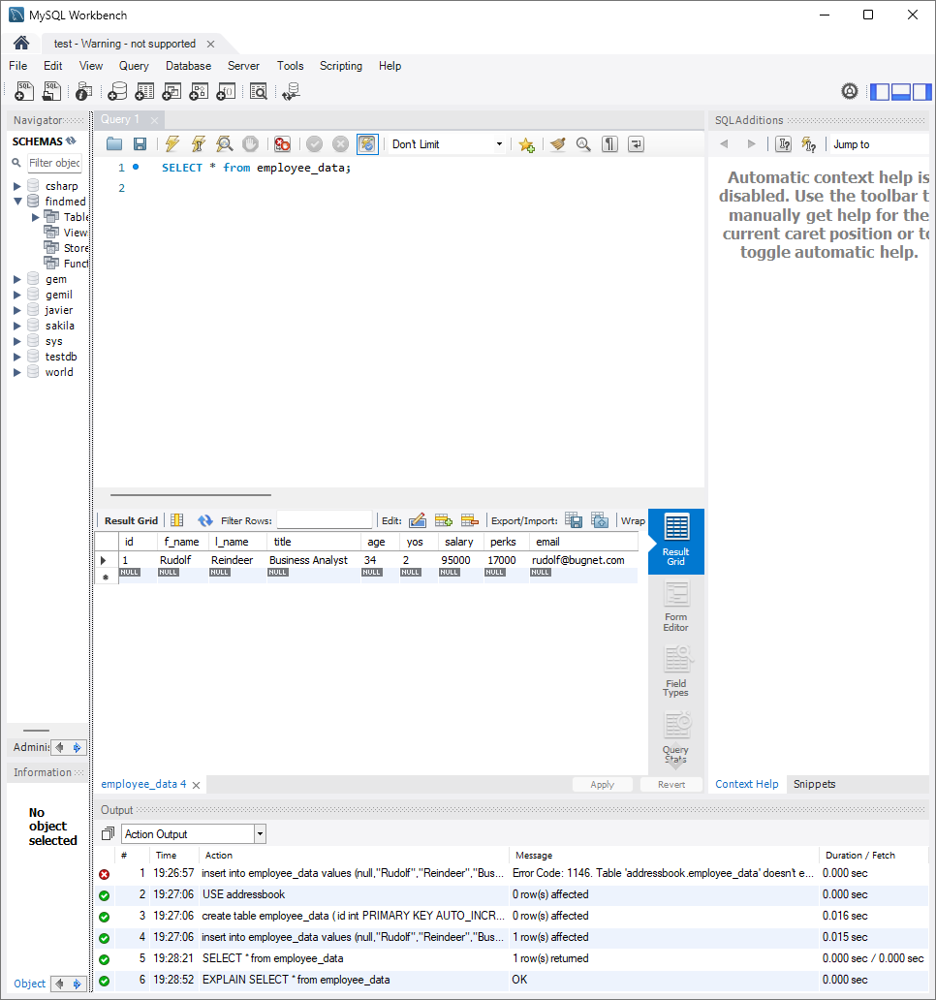 MySQL Workbench
test - Warning - not supported
File Edit View Query Database Server Tools Scripting Help
Navigator
SCHEMAS
Filter objec
csharp
findmed
Table
Views
Store
Funct
gem
gemil
javier
sakila
sys
testdb
world
Adminis
Information
No
object
selected
Object
Query 1
Don't Limit
1 SELECT * from employee_data;
2
Result Grid Filter Rows: Edit: Export/Import: Wrap
id f_name l_name title age yos salary perks email
1 Rudolf Reindeer Business Analyst 34 2 95000 17000 rudolf@bugnet.com
NULL NULL NULL NULL NULL NULL NULL NULL NULL
Result
Grid
Form
Editor
Field
Types
Query
Stats
employee_data 4 Apply Revert
SQLAdditions
Jump to
Automatic context help is
disabled. Use the toolbar t
manually get help for the
current caret position or to
toggle automatic help.
Context Help Snippets
Output
Action Output
# Time Action Message Duration / Fetch
1 19:26:57 insert into employee_data values (null,"Rudolf","Reindeer","Bus... Error Code: 1146. Table 'addressbook.employee_data' doesn't e... 0.000 sec
2 19:27:06 USE addressbook 0 row(s) affected 0.000 sec
3 19:27:06 create table employee_data ( id int PRIMARY KEY AUTO_INCR... 0 row(s) affected 0.016 sec
4 19:27:06 insert into employee_data values (null,"Rudolf","Reindeer","Bus... 1 row(s) affected 0.015 sec
5 19:28:21 SELECT * from employee_data 1 row(s) returned 0.000 sec / 0.000 sec
6 19:28:52 EXPLAIN SELECT * from employee_data OK 0.000 sec